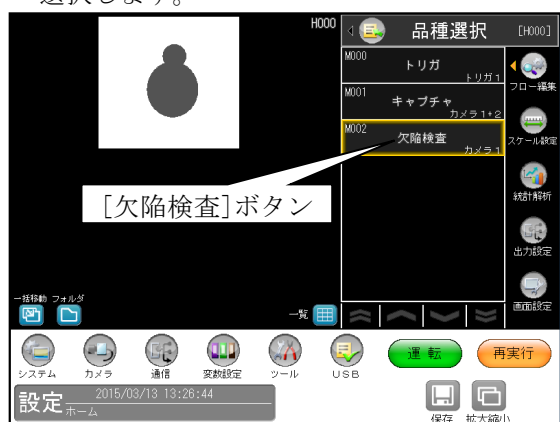 選択します。
H000
品種選択
[H000]
M000
トリガ
トリガ1
M001
キャプチャ
カメラ1+2
M002
欠陥検査
カメラ1
フロー編集
スケール設定
統計解析
出力設定
画面設定
[欠陥検査]ボタン
一括移動 フォルダ
一覧
システム カメラ 通信 変数設定 ツール USB
運転 再実行
設定 2015/03/13 13:26:44
ホーム
保存 拡大縮小